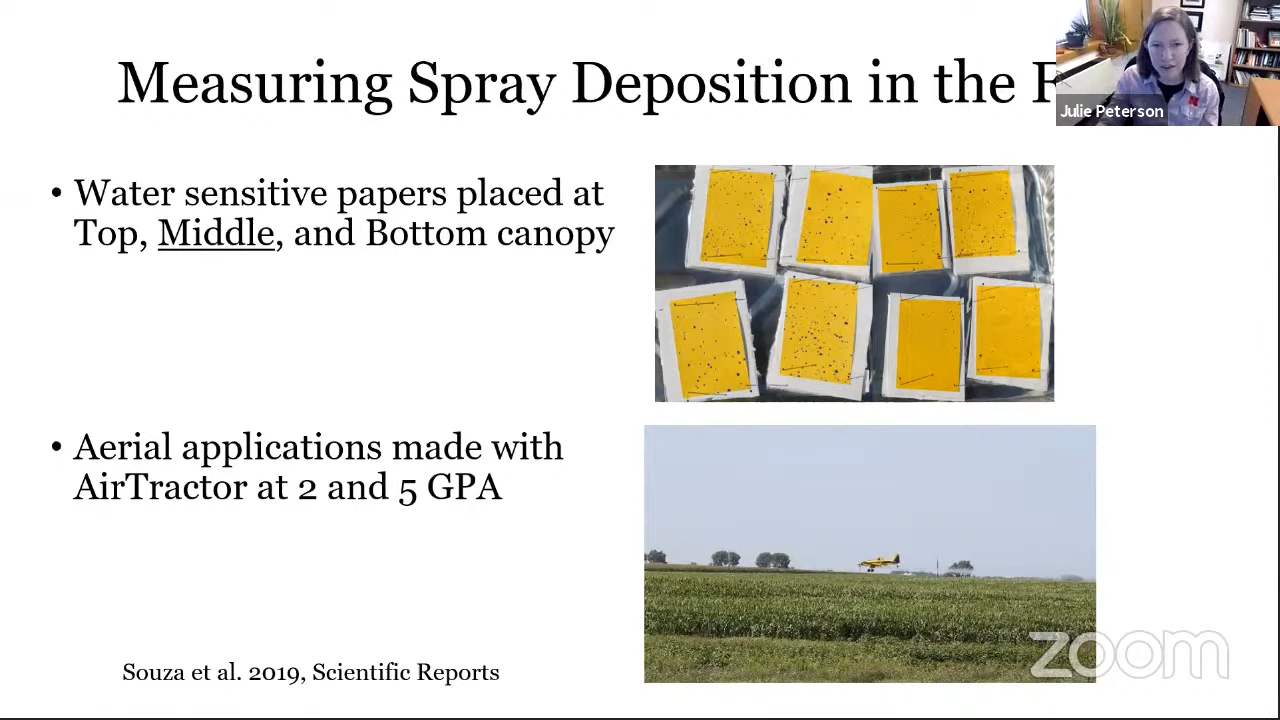 Measuring Spray Deposition in the
Julie Peterson
• Water sensitive papers placed at
Top, Middle, and Bottom canopy
• Aerial applications made with
AirTractor at 2 and 5 GPA
Souza et al. 2019, Scientific Reports
zoom